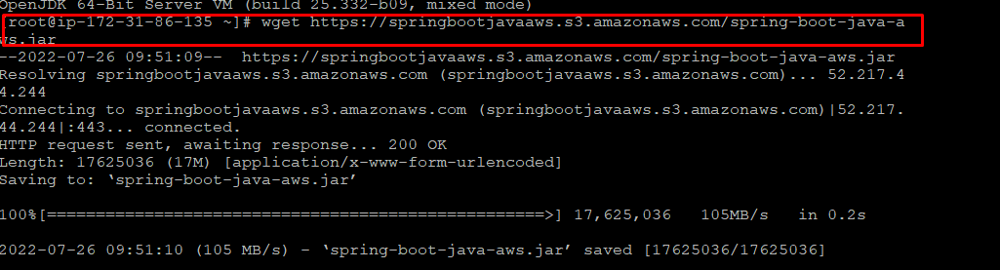 OpenJDK 64-Bit Server VM (build 25.332-b09, mixed mode)
[root@ip-172-31-86-135 ~]# wget https://springbootjavaaws.s3.amazonaws.com/spring-boot-java-a
ws.jar
--2022-07-26 09:51:09--  https://springbootjavaaws.s3.amazonaws.com/spring-boot-java-aws.jar
Resolving springbootjavaaws.s3.amazonaws.com (springbootjavaaws.s3.amazonaws.com)... 52.217.4
4.244
Connecting to springbootjavaaws.s3.amazonaws.com (springbootjavaaws.s3.amazonaws.com)|52.217.
44.244|:443... connected.
HTTP request sent, awaiting response... 200 OK
Length: 17625036 (17M) [application/x-www-form-urlencoded]
Saving to: ‘spring-boot-java-aws.jar’
100%[======================================================>] 17,625,036   105MB/s   in 0.2s
2022-07-26 09:51:10 (105 MB/s) - ‘spring-boot-java-aws.jar’ saved [17625036/17625036]